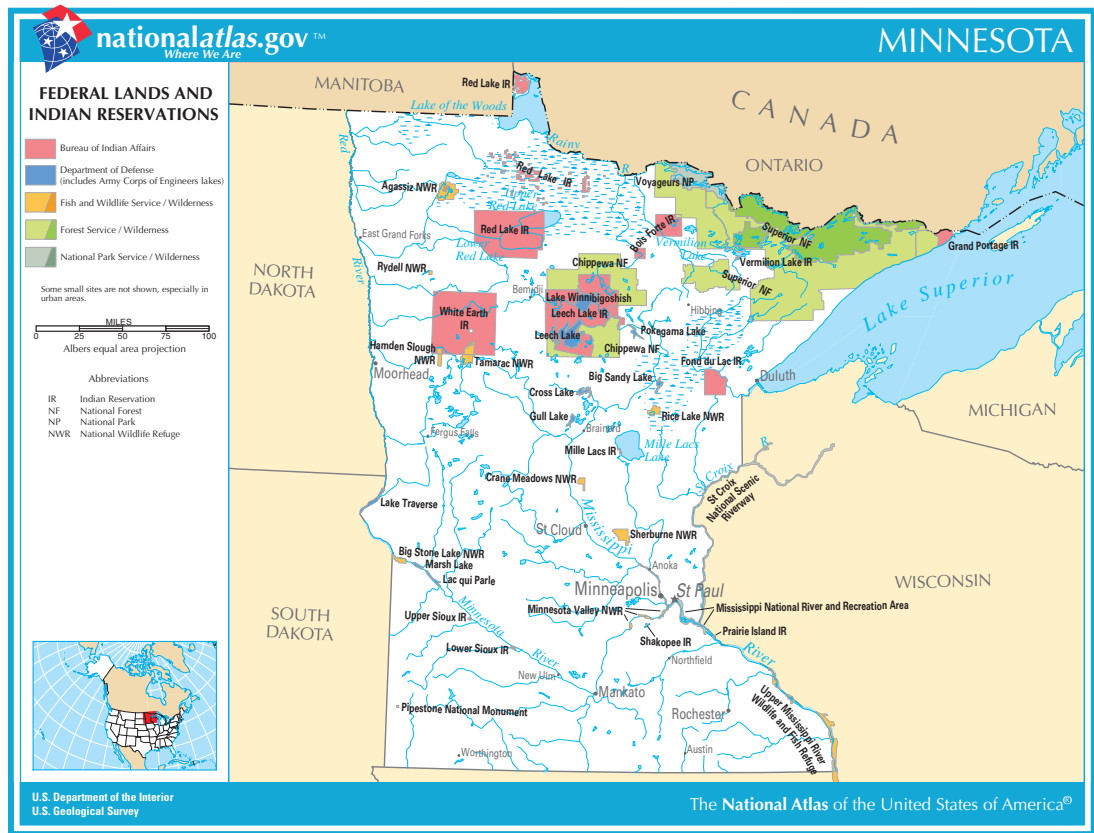 nationalatlas.gov ™
Where We Are
MINNESOTA
FEDERAL LANDS AND
INDIAN RESERVATIONS
Bureau of Indian Affairs
Department of Defense
(includes Army Corps of Engineers lakes)
Fish and Wildlife Service / Wilderness
Forest Service / Wilderness
National Park Service / Wilderness
Some small sites are not shown, especially in
urban areas.
MILES
0 25 50 75 100
Albers equal area projection
Abbreviations
IR Indian Reservation
NF National Forest
NP National Park
NWR National Wildlife Refuge
MANITOBA
Red Lake IR
Lake of the Woods
CANADA
ONTARIO
Red
Rainy
R
Red Lake IR
Voyageurs NP
Agassiz NWR
Upper
Red Lake
Red Lake IR
East Grand Forks
Lower
Red Lake
River
Bois Forte IR
Vermilion
Lake
Superior NF
Vermilion Lake IR
Grand Portage IR
Rydell NWR
Chippewa NF
Superior NF
NORTH
DAKOTA
Bemidji
Lake Winnibigoshish
Leech Lake IR
Hibbing
Lake Superior
White Earth
IR
Leech Lake
Pokegama Lake
Chippewa NF
Hamden Slough
NWR
Tamarac NWR
Fond du Lac IR
Moorhead
Big Sandy Lake
Duluth
Cross Lake
Gull Lake
Rice Lake NWR
MICHIGAN
Brainerd
Fergus Falls
Mille Lacs IR
Mille Lacs
Lake
St Croix
R
Crane Meadows NWR
St Croix
National Scenic
Riverway
Lake Traverse
Mississippi
St Cloud
Sherburne NWR
Big Stone Lake NWR
Marsh Lake
Lac qui Parle
Anoka
WISCONSIN
Minneapolis
St Paul
Minnesota
Minnesota Valley NWR
Mississippi National River and Recreation Area
Upper Sioux IR
SOUTH
DAKOTA
Prairie Island IR
Shakopee IR
Lower Sioux IR
River
River
Northfield
New Ulm
Mankato
Pipestone National Monument
Rochester
Upper Mississippi River
Wildlife and Fish Refuge
Worthington
Austin
U.S. Department of the Interior
U.S. Geological Survey
The National Atlas of the United States of America®